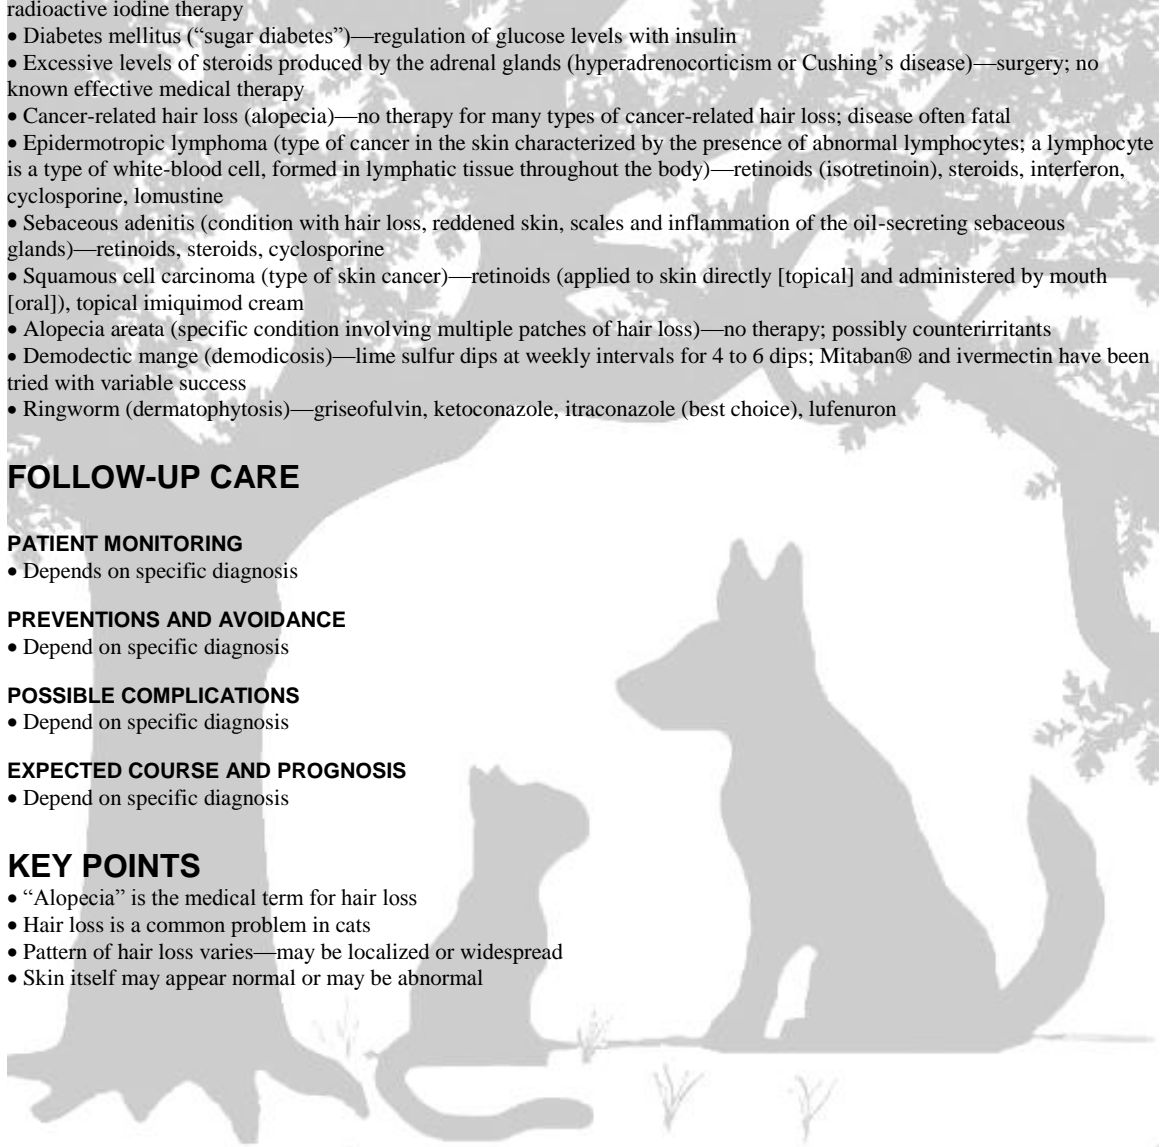 radioactive iodine therapy
• Diabetes mellitus (“sugar diabetes”)—regulation of glucose levels with insulin
• Excessive levels of steroids produced by the adrenal glands (hyperadrenocorticism or Cushing’s disease)—surgery; no
known effective medical therapy
• Cancer-related hair loss (alopecia)—no therapy for many types of cancer-related hair loss; disease often fatal
• Epidermotropic lymphoma (type of cancer in the skin characterized by the presence of abnormal lymphocytes; a lymphocyte
is a type of white-blood cell, formed in lymphatic tissue throughout the body)—retinoids (isotretinoin), steroids, interferon,
cyclosporine, lomustine
• Sebaceous adenitis (condition with hair loss, reddened skin, scales and inflammation of the oil-secreting sebaceous
glands)—retinoids, steroids, cyclosporine
• Squamous cell carcinoma (type of skin cancer)—retinoids (applied to skin directly [topical] and administered by mouth
[oral]), topical imiquimod cream
• Alopecia areata (specific condition involving multiple patches of hair loss)—no therapy; possibly counterirritants
• Demodectic mange (demodicosis)—lime sulfur dips at weekly intervals for 4 to 6 dips; Mitaban® and ivermectin have been
tried with variable success
• Ringworm (dermatophytosis)—griseofulvin, ketoconazole, itraconazole (best choice), lufenuron
FOLLOW-UP CARE
PATIENT MONITORING
• Depends on specific diagnosis
PREVENTIONS AND AVOIDANCE
• Depend on specific diagnosis
POSSIBLE COMPLICATIONS
• Depend on specific diagnosis
EXPECTED COURSE AND PROGNOSIS
• Depend on specific diagnosis
KEY POINTS
• “Alopecia” is the medical term for hair loss
• Hair loss is a common problem in cats
• Pattern of hair loss varies—may be localized or widespread
• Skin itself may appear normal or may be abnormal